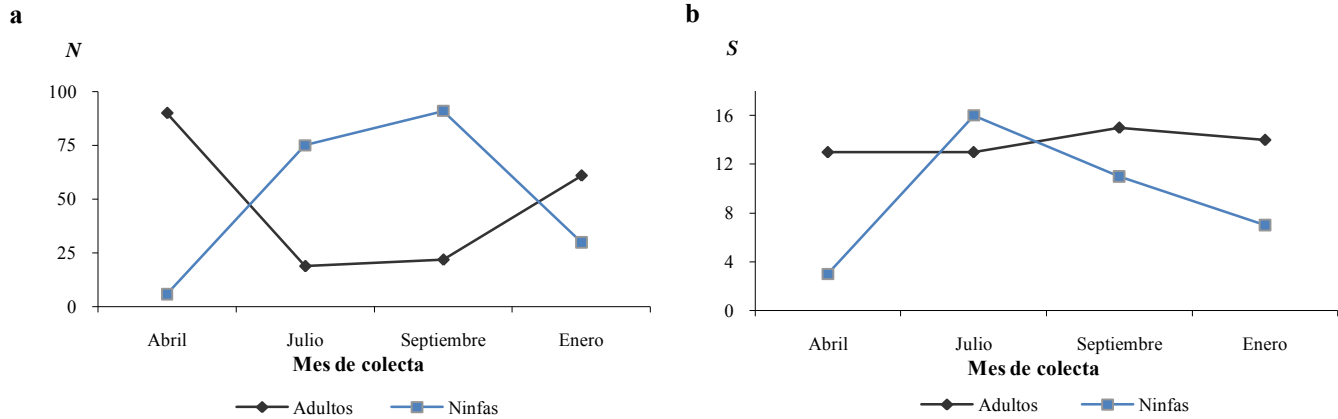 a
N
100
75
50
25
0
Abril Julio Septiembre Enero
Mes de colecta
Adultos Ninfas
b
S
16
12
8
4
0
Abril Julio Septiembre Enero
Mes de colecta
Adultos Ninfas